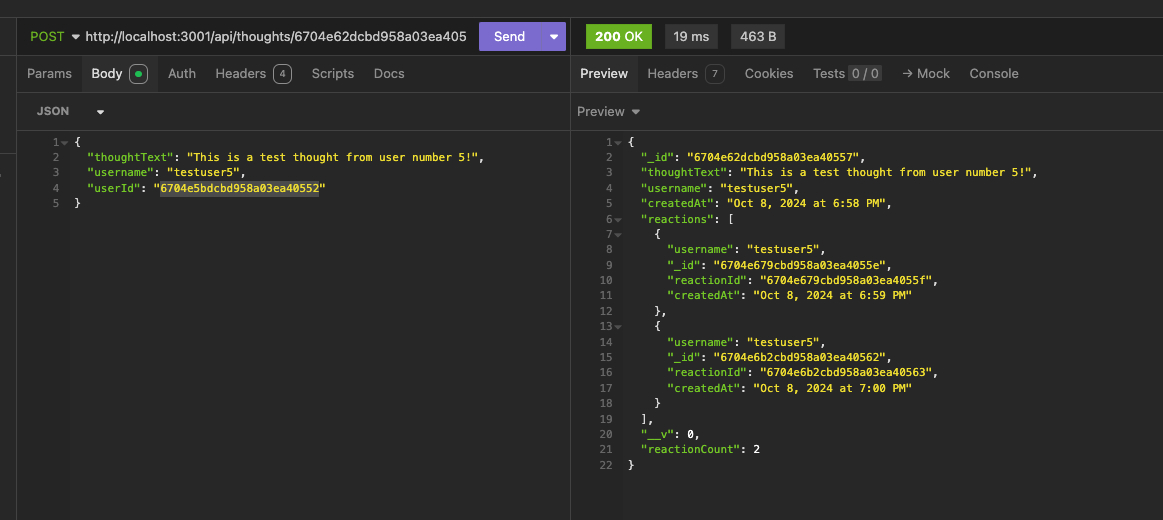 POST http://localhost:3001/api/thoughts/6704e62dcbd958a03ea405 Send
200 OK 19 ms 463 B
Params Body Auth Headers 4 Scripts Docs
Preview Headers 7 Cookies Tests 0 / 0 → Mock Console
JSON
Preview
1 {
2 "thoughtText": "This is a test thought from user number 5!",
3 "username": "testuser5",
4 "userId": "6704e5bdcbd958a03ea40552"
5 }
1 {
2 "_id": "6704e62dcbd958a03ea40557",
3 "thoughtText": "This is a test thought from user number 5!",
4 "username": "testuser5",
5 "createdAt": "Oct 8, 2024 at 6:58 PM",
6 "reactions": [
7 {
8 "username": "testuser5",
9 "_id": "6704e679cbd958a03ea4055e",
10 "reactionId": "6704e679cbd958a03ea4055f",
11 "createdAt": "Oct 8, 2024 at 6:59 PM"
12 },
13 {
14 "username": "testuser5",
15 "_id": "6704e6b2cbd958a03ea40562",
16 "reactionId": "6704e6b2cbd958a03ea40563",
17 "createdAt": "Oct 8, 2024 at 7:00 PM"
18 }
19 ],
20 "__v": 0,
21 "reactionCount": 2
22 }